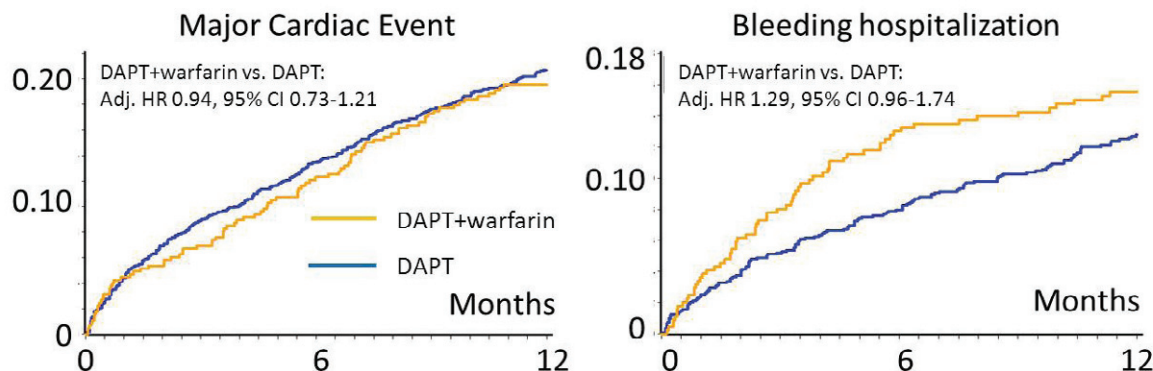 Major Cardiac Event
0.20
DAPT+warfarin vs. DAPT:
Adj. HR 0.94, 95% CI 0.73-1.21
0.10
DAPT+warfarin
DAPT
Months
0
0
6
12
Bleeding hospitalization
0.18
DAPT+warfarin vs. DAPT:
Adj. HR 1.29, 95% CI 0.96-1.74
0.10
Months
0
0
6
12